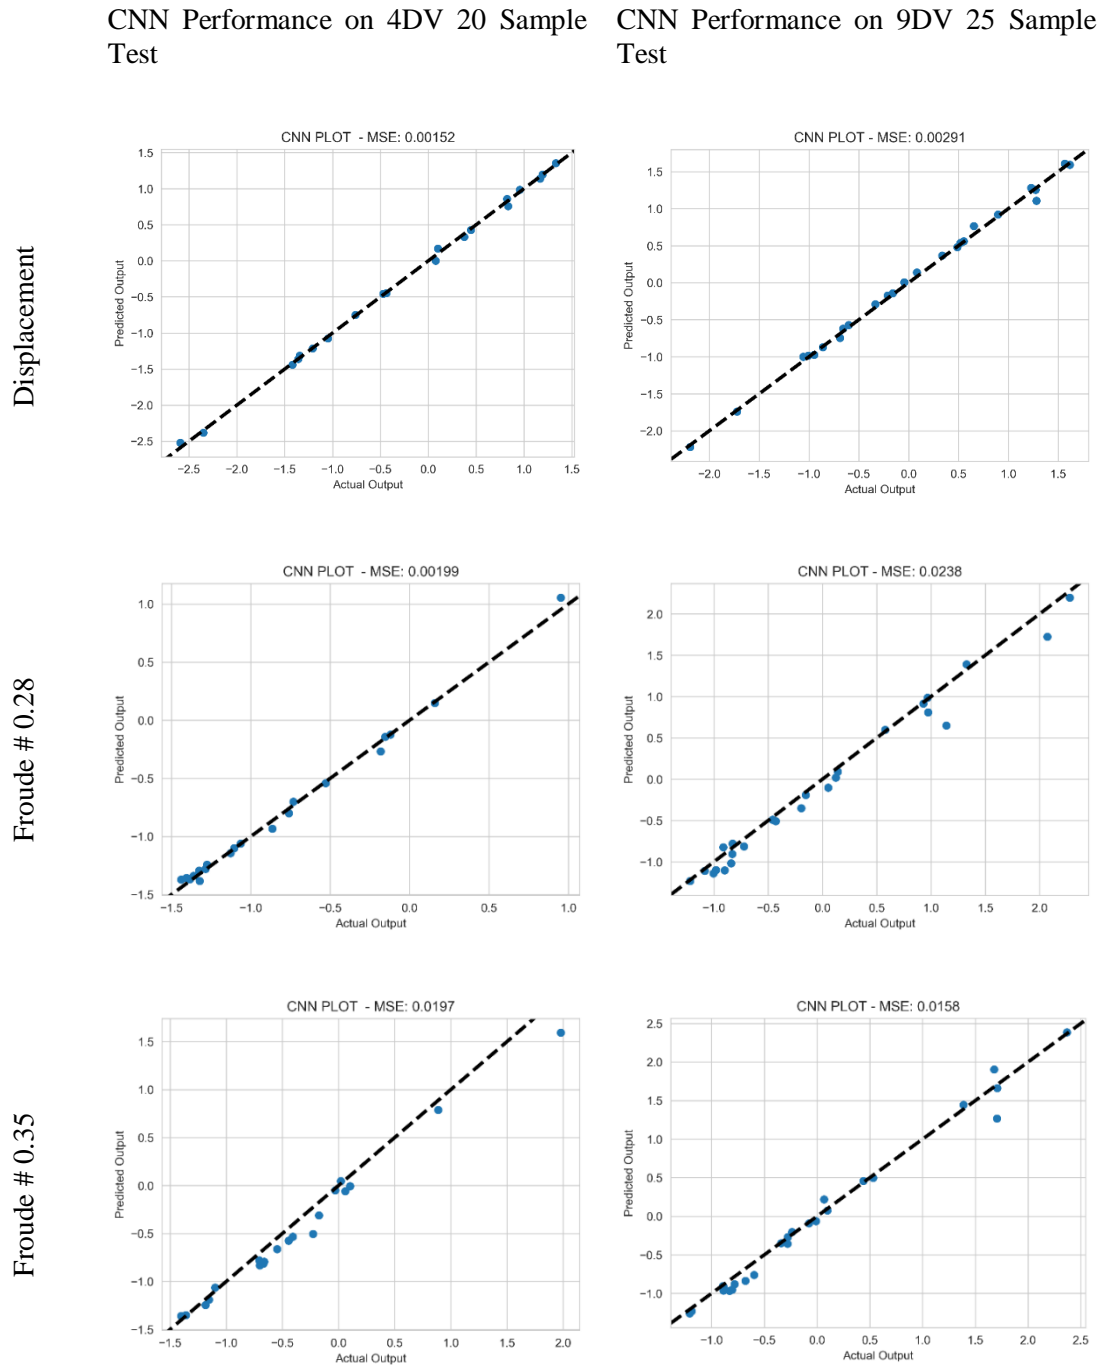 CNN Performance on 4DV 20 Sample
Test
CNN Performance on 9DV 25 Sample
Test
Displacement
CNN PLOT - MSE: 0.00152
1.5
1.0
0.5
0.0
−0.5
−1.0
−1.5
−2.0
−2.5
Predicted Output
−2.5 −2.0 −1.5 −1.0 −0.5 0.0 0.5 1.0 1.5
Actual Output
CNN PLOT - MSE: 0.00291
1.5
1.0
0.5
0.0
−0.5
−1.0
−1.5
−2.0
Predicted Output
−2.0 −1.5 −1.0 −0.5 0.0 0.5 1.0 1.5
Actual Output
Froude # 0.28
CNN PLOT - MSE: 0.00199
1.0
0.5
0.0
−0.5
−1.0
−1.5
Predicted Output
−1.5 −1.0 −0.5 0.0 0.5 1.0
Actual Output
CNN PLOT - MSE: 0.0238
2.0
1.5
1.0
0.5
0.0
−0.5
−1.0
Predicted Output
−1.0 −0.5 0.0 0.5 1.0 1.5 2.0
Actual Output
Froude # 0.35
CNN PLOT - MSE: 0.0197
1.5
1.0
0.5
0.0
−0.5
−1.0
−1.5
Predicted Output
−1.5 −1.0 −0.5 0.0 0.5 1.0 1.5 2.0
Actual Output
CNN PLOT - MSE: 0.0158
2.5
2.0
1.5
1.0
0.5
0.0
−0.5
−1.0
Predicted Output
−1.0 −0.5 0.0 0.5 1.0 1.5 2.0 2.5
Actual Output